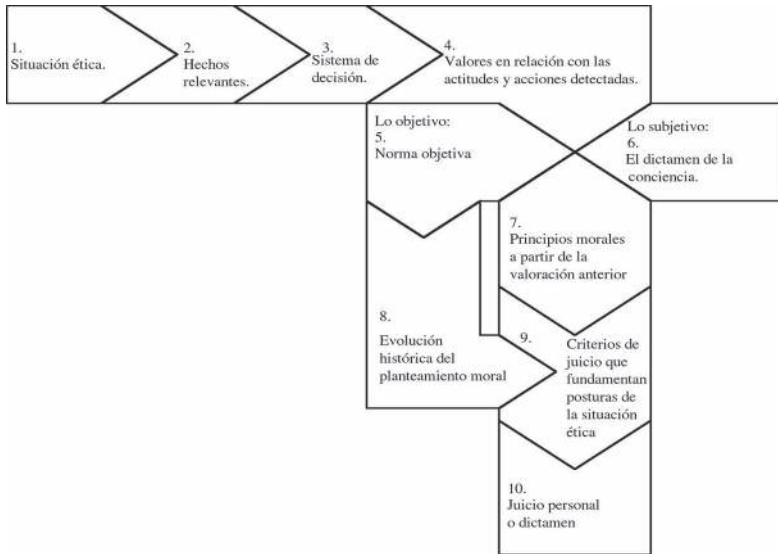 1.
Situación ética.
2.
Hechos
relevantes.
3.
Sistema de
decisión.
4.
Valores en relación con las
actitudes y acciones detectadas.
Lo objetivo:
5.
Norma objetiva
Lo subjetivo:
6.
El dictamen de la
conciencia.
7.
Principios morales
a partir de la
valoración anterior
8.
Evolución
histórica del
planteamiento moral
9.
Criterios de
juicio que
fundamentan
posturas de
la situación
ética
10.
Juicio personal
o dictamen